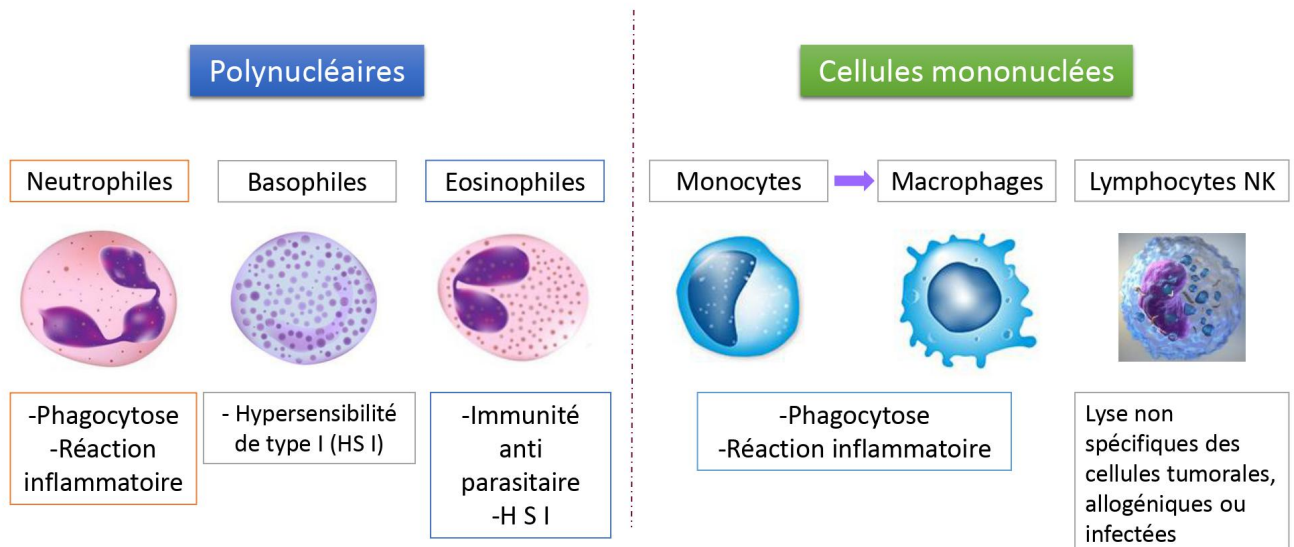 Polynucléaires
Cellules mononuclées
Neutrophiles
Basophiles
Eosinophiles
Monocytes
Macrophages
Lymphocytes NK
-Phagocytose
-Réaction
inflammatoire
- Hypersensibilité
de type I (HS I)
-Immunité
anti
parasitaire
-H S I
-Phagocytose
-Réaction inflammatoire
Lyse non
spécifiques des
cellules tumorales,
allogéniques ou
infectées